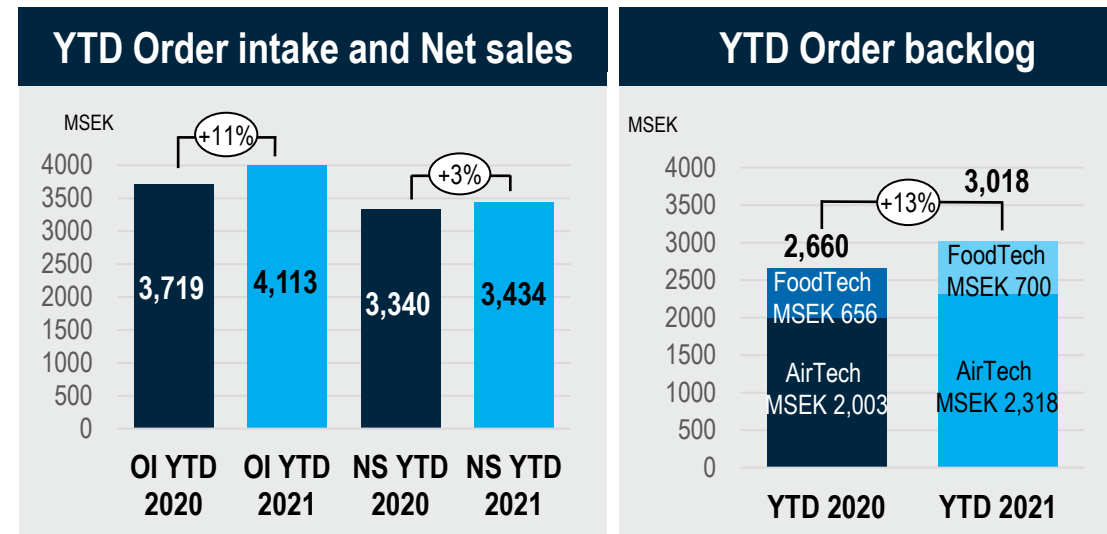 YTD Order intake and Net sales
MSEK
+11%
+3%
4000
3500
3000
2500
2000
1500
1000
500
0
3,719
4,113
3,340
3,434
OI YTD
2020
OI YTD
2021
NS YTD
2020
NS YTD
2021
YTD Order backlog
MSEK
4000
3500
3000
2500
2000
1500
1000
500
0
+13%
2,660
3,018
FoodTech
MSEK 656
AirTech
MSEK 2,003
FoodTech
MSEK 700
AirTech
MSEK 2,318
YTD 2020
YTD 2021